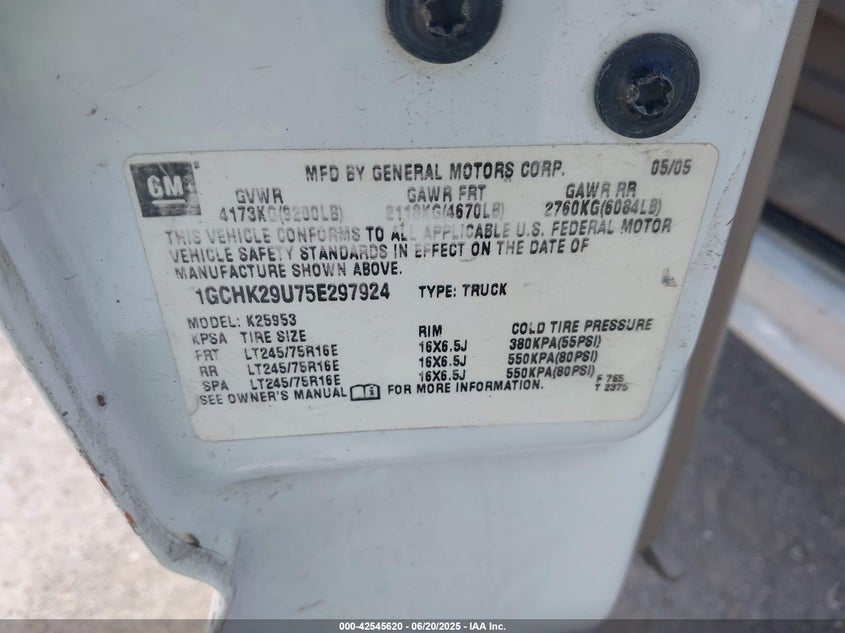 GM ® MFD BY GENERAL MOTORS CORP. 05/05
GVWR GAWR FRT GAWR RR
4173KG(9200LB) 2118KG(4670LB) 2760KG(6084LB)
THIS VEHICLE CONFORMS TO ALL APPLICABLE U.S. FEDERAL MOTOR
VEHICLE SAFETY STANDARDS IN EFFECT ON THE DATE OF
MANUFACTURE SHOWN ABOVE.
1GCHK29U75E297924 TYPE: TRUCK
MODEL: K25953
KPSA TIRE SIZE RIM COLD TIRE PRESSURE
FRT LT245/75R16E 16X6.5J 380KPA(55PSI)
RR LT245/75R16E 16X6.5J 550KPA(80PSI)
SPA LT245/75R16E 16X6.5J 550KPA(80PSI)
SEE OWNER'S MANUAL FOR MORE INFORMATION.
F 765
T 2375
000-42545620 - 06/20/2025 - IAA Inc.